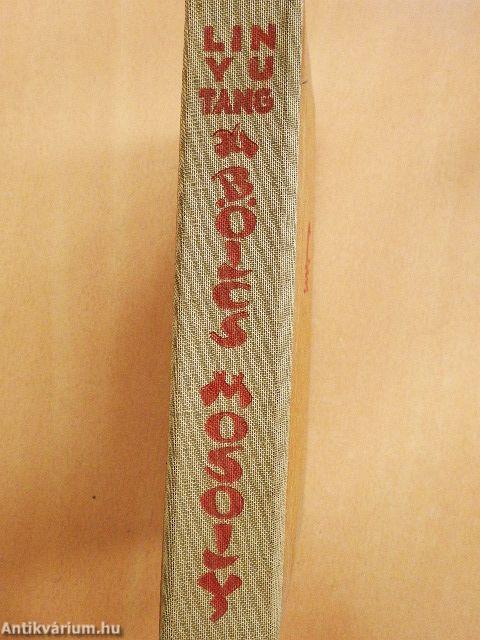 LIN
YU
TANG
A
BÖLCS
MOSOLY
Antikvárium.hu